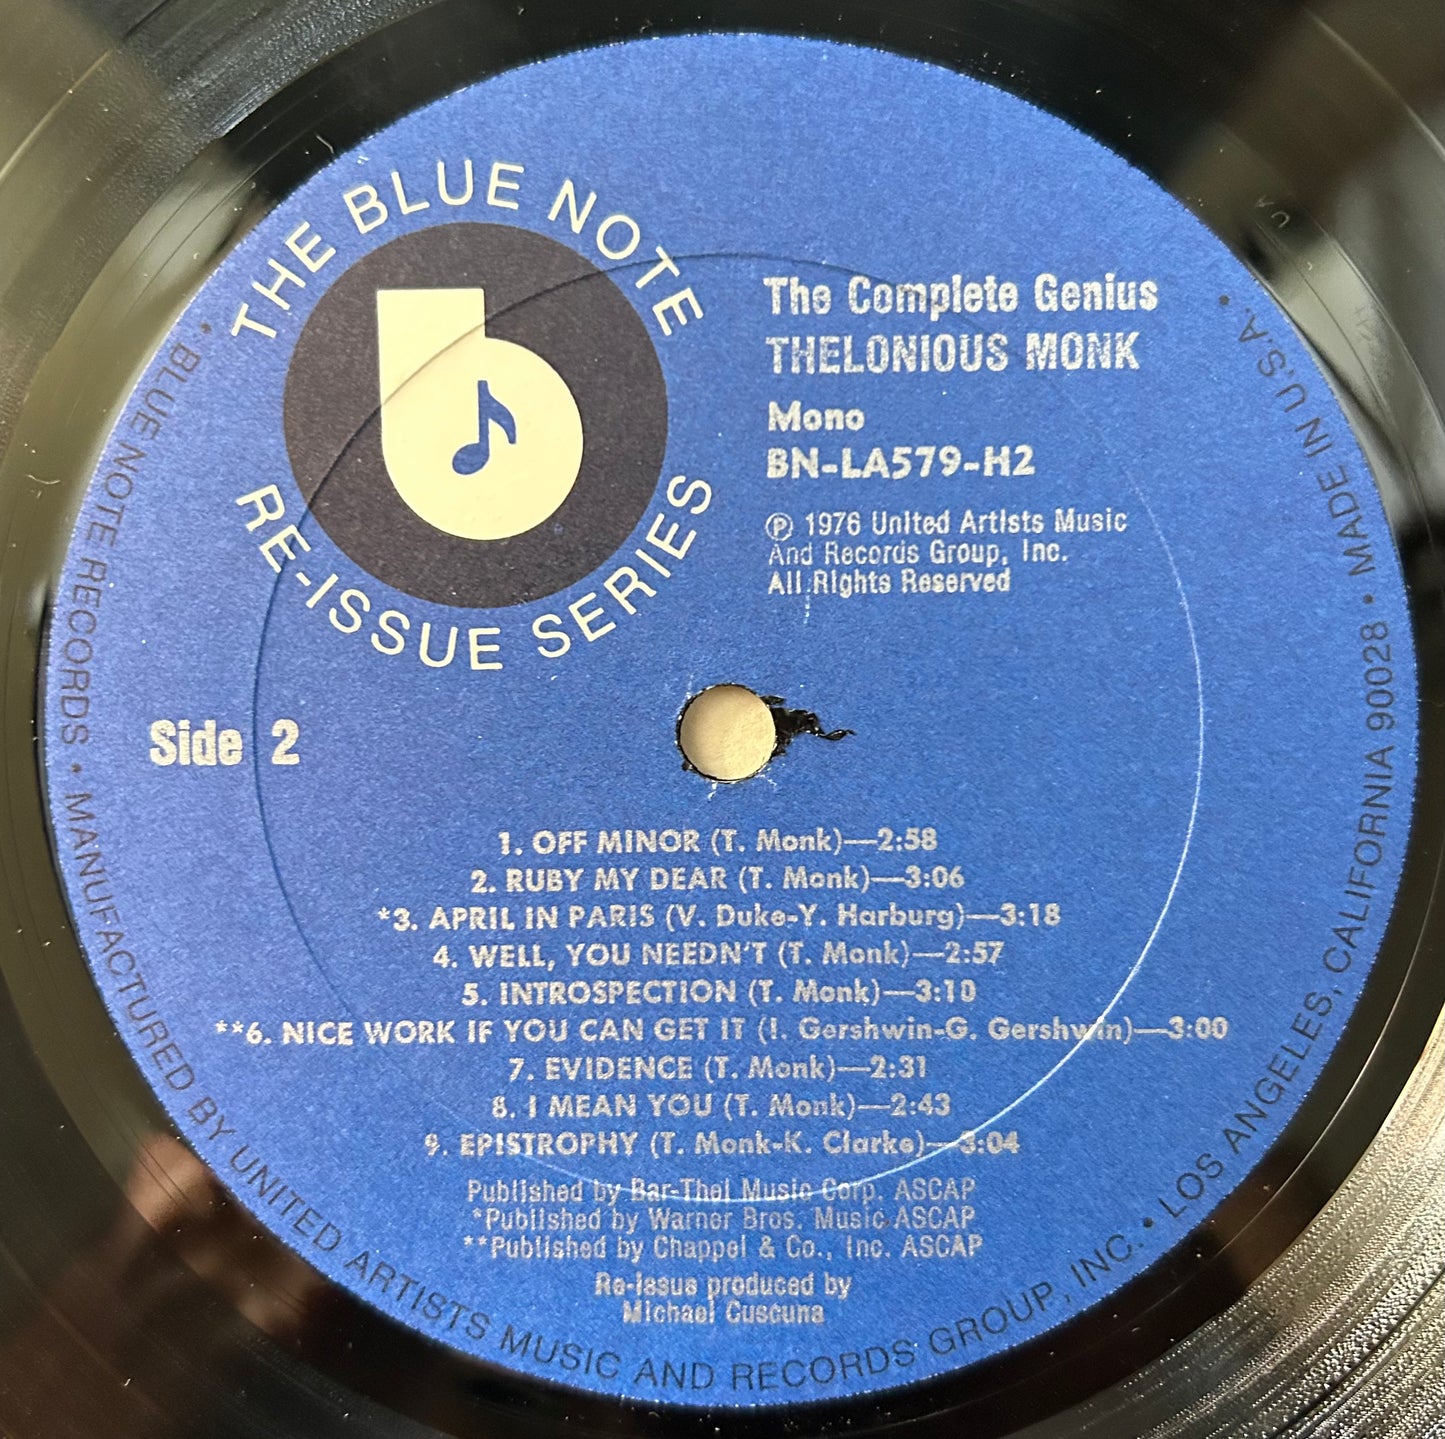 THE BLUE NOTE
RE-ISSUE SERIES
The Complete Genius
THELONIOUS MONK
Mono
BN-LA579-H2
℗ 1976 United Artists Music
And Records Group, Inc.
All Rights Reserved
Side 2
1. OFF MINOR (T. Monk)—2:58
2. RUBY MY DEAR (T. Monk)—3:06
*3. APRIL IN PARIS (V. Duke-Y. Harburg)—3:18
4. WELL, YOU NEEDN'T (T. Monk)—2:57
5. INTROSPECTION (T. Monk)—3:10
**6. NICE WORK IF YOU CAN GET IT (I. Gershwin-G. Gershwin)—3:00
7. EVIDENCE (T. Monk)—2:31
8. I MEAN YOU (T. Monk)—2:43
9. EPISTROPHY (T. Monk-K. Clarke)—3:04
Published by Bar-Thel Music Corp. ASCAP
*Published by Warner Bros. Music ASCAP
**Published by Chappel & Co., Inc. ASCAP
Re-issue produced by
Michael Cuscuna
• BLUE NOTE RECORDS • MANUFACTURED BY UNITED ARTISTS MUSIC AND RECORDS GROUP, INC. • LOS ANGELES, CALIFORNIA 90028 • MADE IN U.S.A. •